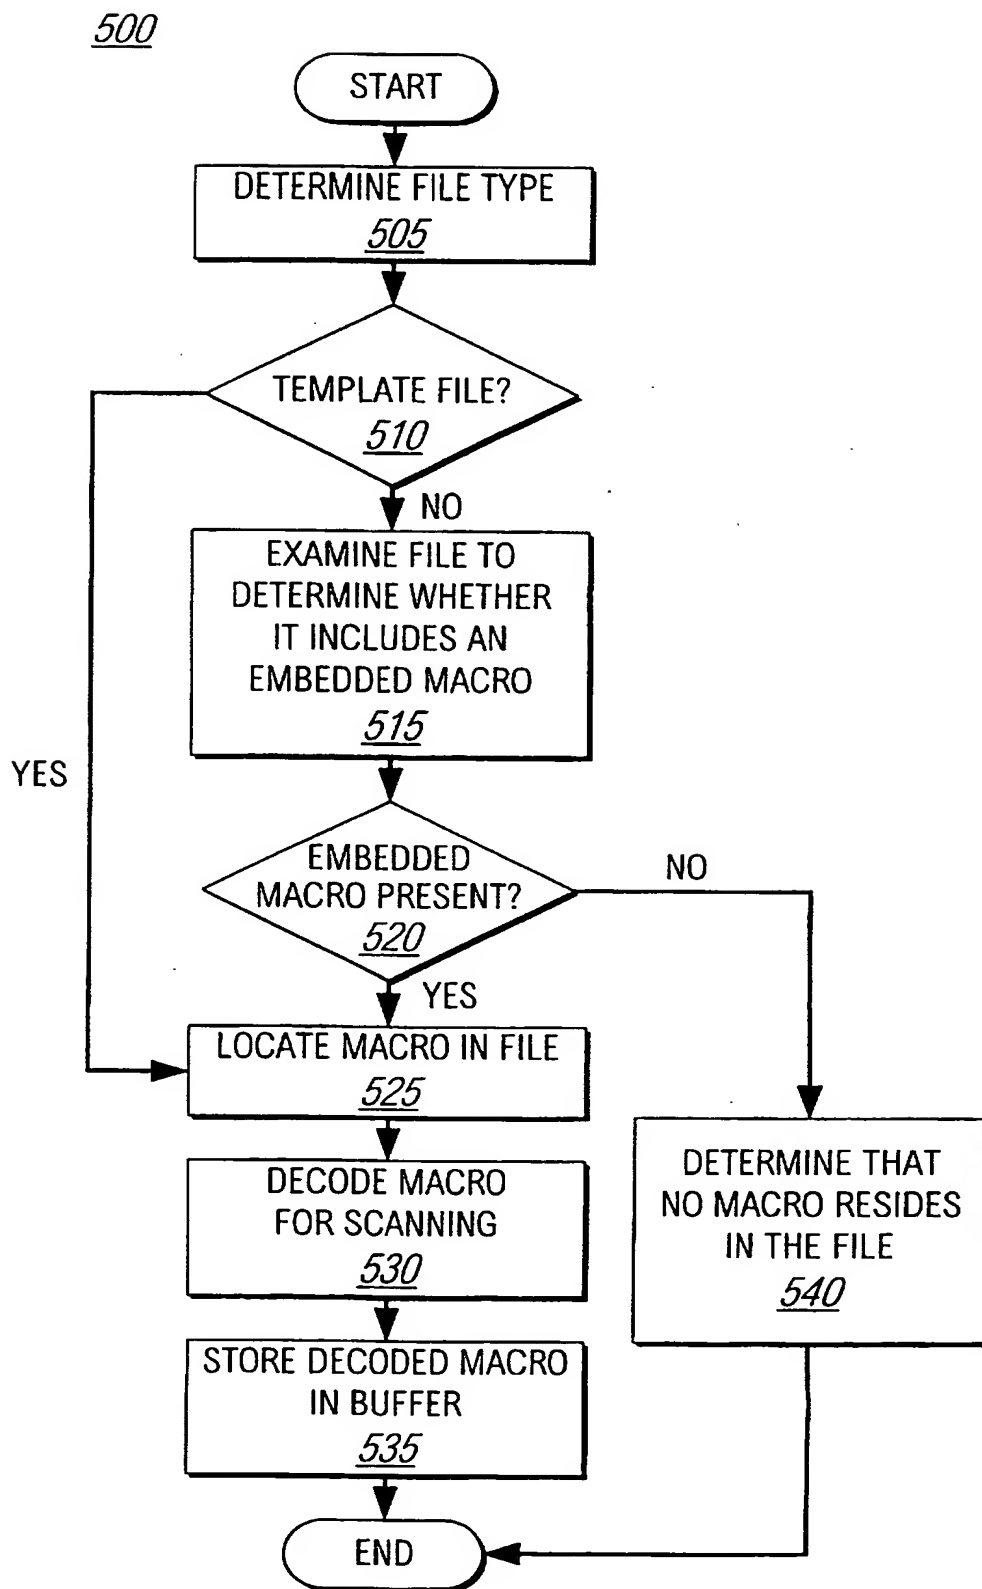 500
START
DETERMINE FILE TYPE
505
TEMPLATE FILE?
510
NO
EXAMINE FILE TO
DETERMINE WHETHER
IT INCLUDES AN
EMBEDDED MACRO
515
YES
EMBEDDED
MACRO PRESENT?
520
NO
YES
LOCATE MACRO IN FILE
525
DECODE MACRO
FOR SCANNING
530
DETERMINE THAT
NO MACRO RESIDES
IN THE FILE
540
STORE DECODED MACRO
IN BUFFER
535
END